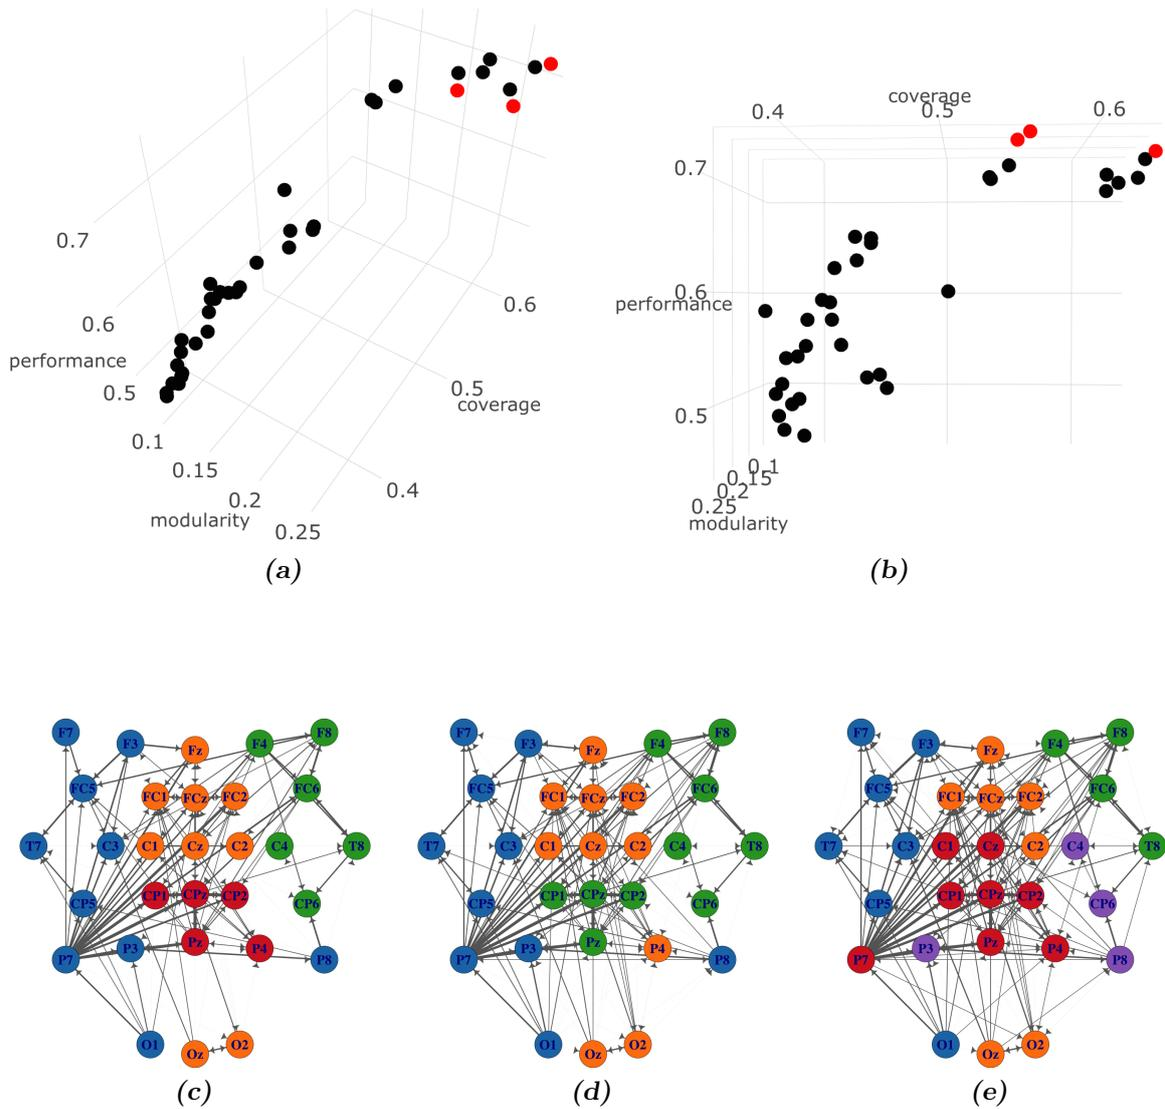 0.7
0.6
performance
0.5
0.1
0.15
0.2
modularity
0.25
0.4
0.5
coverage
0.6
(a)
coverage
0.4
0.5
0.6
0.7
0.6
performance
0.5
0.1
0.15
0.2
0.25
modularity
(b)
F7 F3 Fz F4 F8
FC5 FC1 FCz FC2 FC6
T7 C3 C1 Cz C2 C4 T8
CP5 CP1 CPz CP2 CP6
P7 P3 Pz P4 P8
O1 Oz O2
(c)
F7 F3 Fz F4 F8
FC5 FC1 FCz FC2 FC6
T7 C3 C1 Cz C2 C4 T8
CP5 CP1 CPz CP2 CP6
P7 P3 Pz P4 P8
O1 Oz O2
(d)
F7 F3 Fz F4 F8
FC5 FC1 FCz FC2 FC6
T7 C3 C1 Cz C2 C4 T8
CP5 CP1 CPz CP2 CP6
P7 P3 Pz P4 P8
O1 Oz O2
(e)